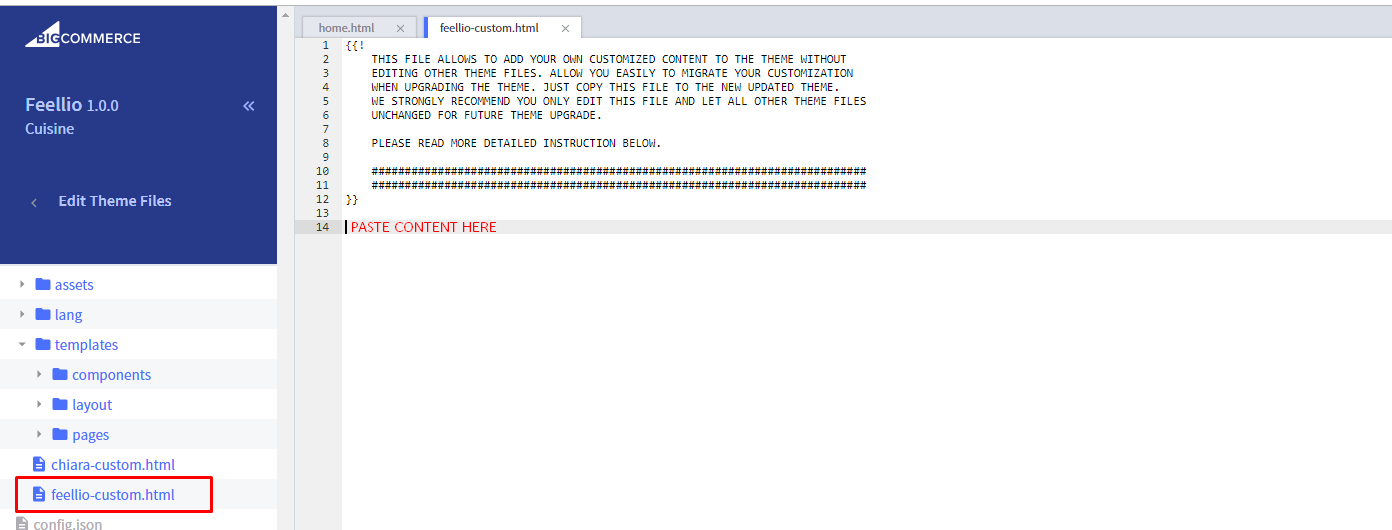 BIGCOMMERCE
Feellio 1.0.0
«
Cuisine
Edit Theme Files
assets
lang
templates
components
layout
pages
chiara-custom.html
feellio-custom.html
config.json
home.html ×
feellio-custom.html ×
1 {{!
2 THIS FILE ALLOWS TO ADD YOUR OWN CUSTOMIZED CONTENT TO THE THEME WITHOUT
3 EDITING OTHER THEME FILES. ALLOW YOU EASILY TO MIGRATE YOUR CUSTOMIZATION
4 WHEN UPGRADING THE THEME. JUST COPY THIS FILE TO THE NEW UPDATED THEME.
5 WE STRONGLY RECOMMEND YOU ONLY EDIT THIS FILE AND LET ALL OTHER THEME FILES
6 UNCHANGED FOR FUTURE THEME UPGRADE.
7
8 PLEASE READ MORE DETAILED INSTRUCTION BELOW.
9
10 ###########################################################################
11 ###########################################################################
12 }}
13
14 PASTE CONTENT HERE